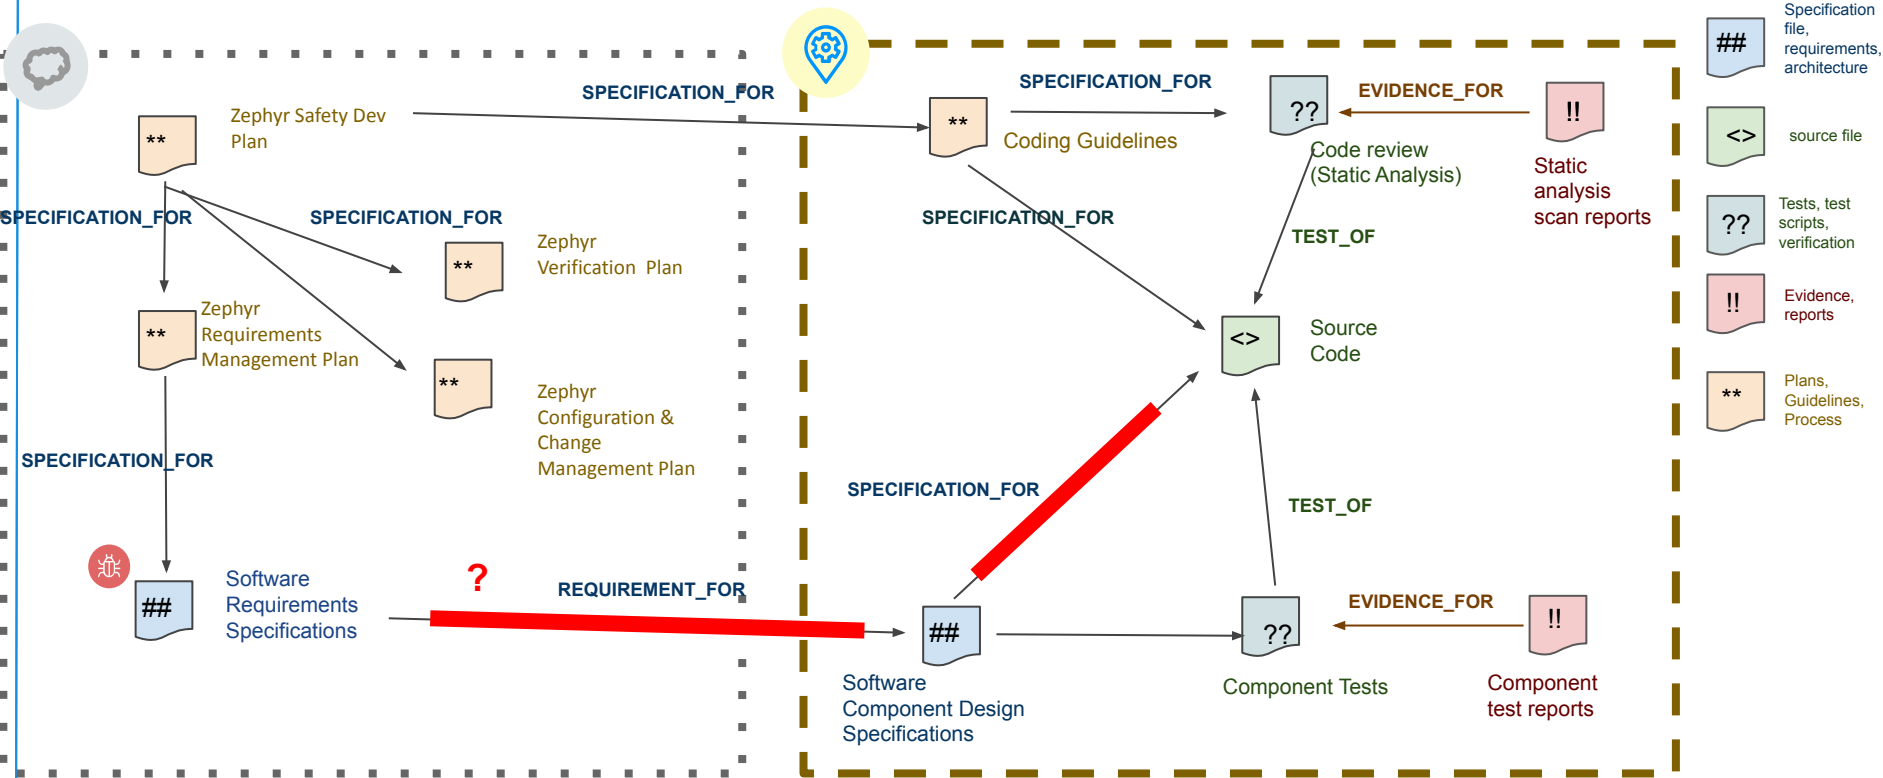 SPECIFICATION_FOR
**
Zephyr Safety Dev
Plan
SPECIFICATION_FOR
SPECIFICATION_FOR
**
Zephyr
Verification Plan
**
Zephyr
Requirements
Management Plan
**
Zephyr
Configuration &
Change
Management Plan
SPECIFICATION_FOR
##
Software
Requirements
Specifications
?
REQUIREMENT_FOR
**
Coding Guidelines
SPECIFICATION_FOR
??
Code review
(Static Analysis)
EVIDENCE_FOR
!!
Static
analysis
scan reports
SPECIFICATION_FOR
TEST_OF
<>
Source
Code
SPECIFICATION_FOR
TEST_OF
##
Software
Component Design
Specifications
??
Component Tests
EVIDENCE_FOR
!!
Component
test reports
##
Specification
file,
requirements,
architecture
<>
source file
??
Tests, test
scripts,
verification
!!
Evidence,
reports
**
Plans,
Guidelines,
Process